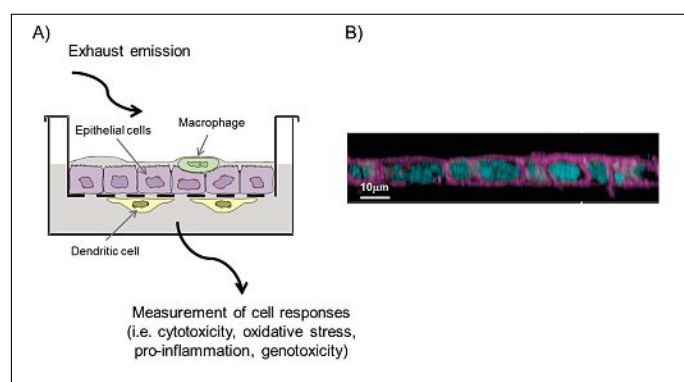 A)
Exhaust emission
Epithelial cells
Macrophage
Dendritic cell
Measurement of cell responses
(i.e. cytotoxicity, oxidative stress,
pro-inflammation, genotoxicity)
B)
10μm